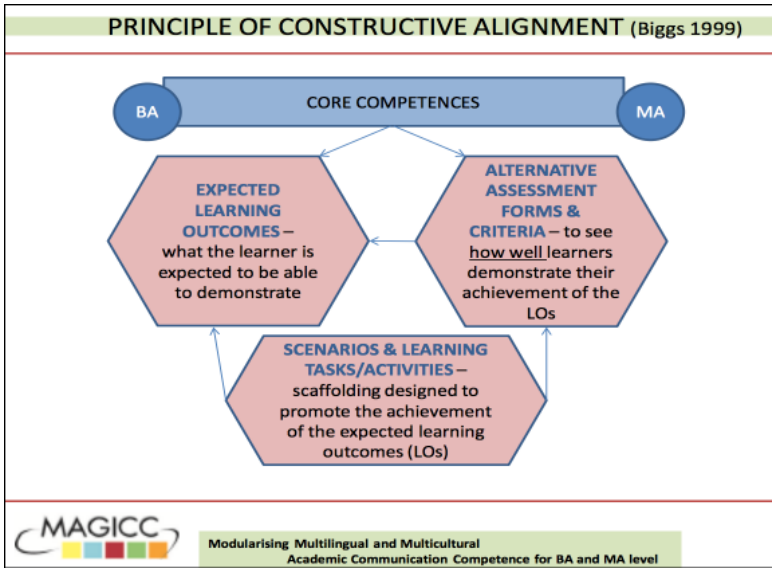 PRINCIPLE OF CONSTRUCTIVE ALIGNMENT (Biggs 1999)
BA
CORE COMPETENCES
MA
EXPECTED
LEARNING
OUTCOMES –
what the learner is
expected to be able
to demonstrate
ALTERNATIVE
ASSESSMENT
FORMS &
CRITERIA – to see
how well learners
demonstrate their
achievement of the
LOs
SCENARIOS & LEARNING
TASKS/ACTIVITIES –
scaffolding designed to
promote the achievement
of the expected learning
outcomes (LOs)
MAGICC
Modularising Multilingual and Multicultural
Academic Communication Competence for BA and MA level